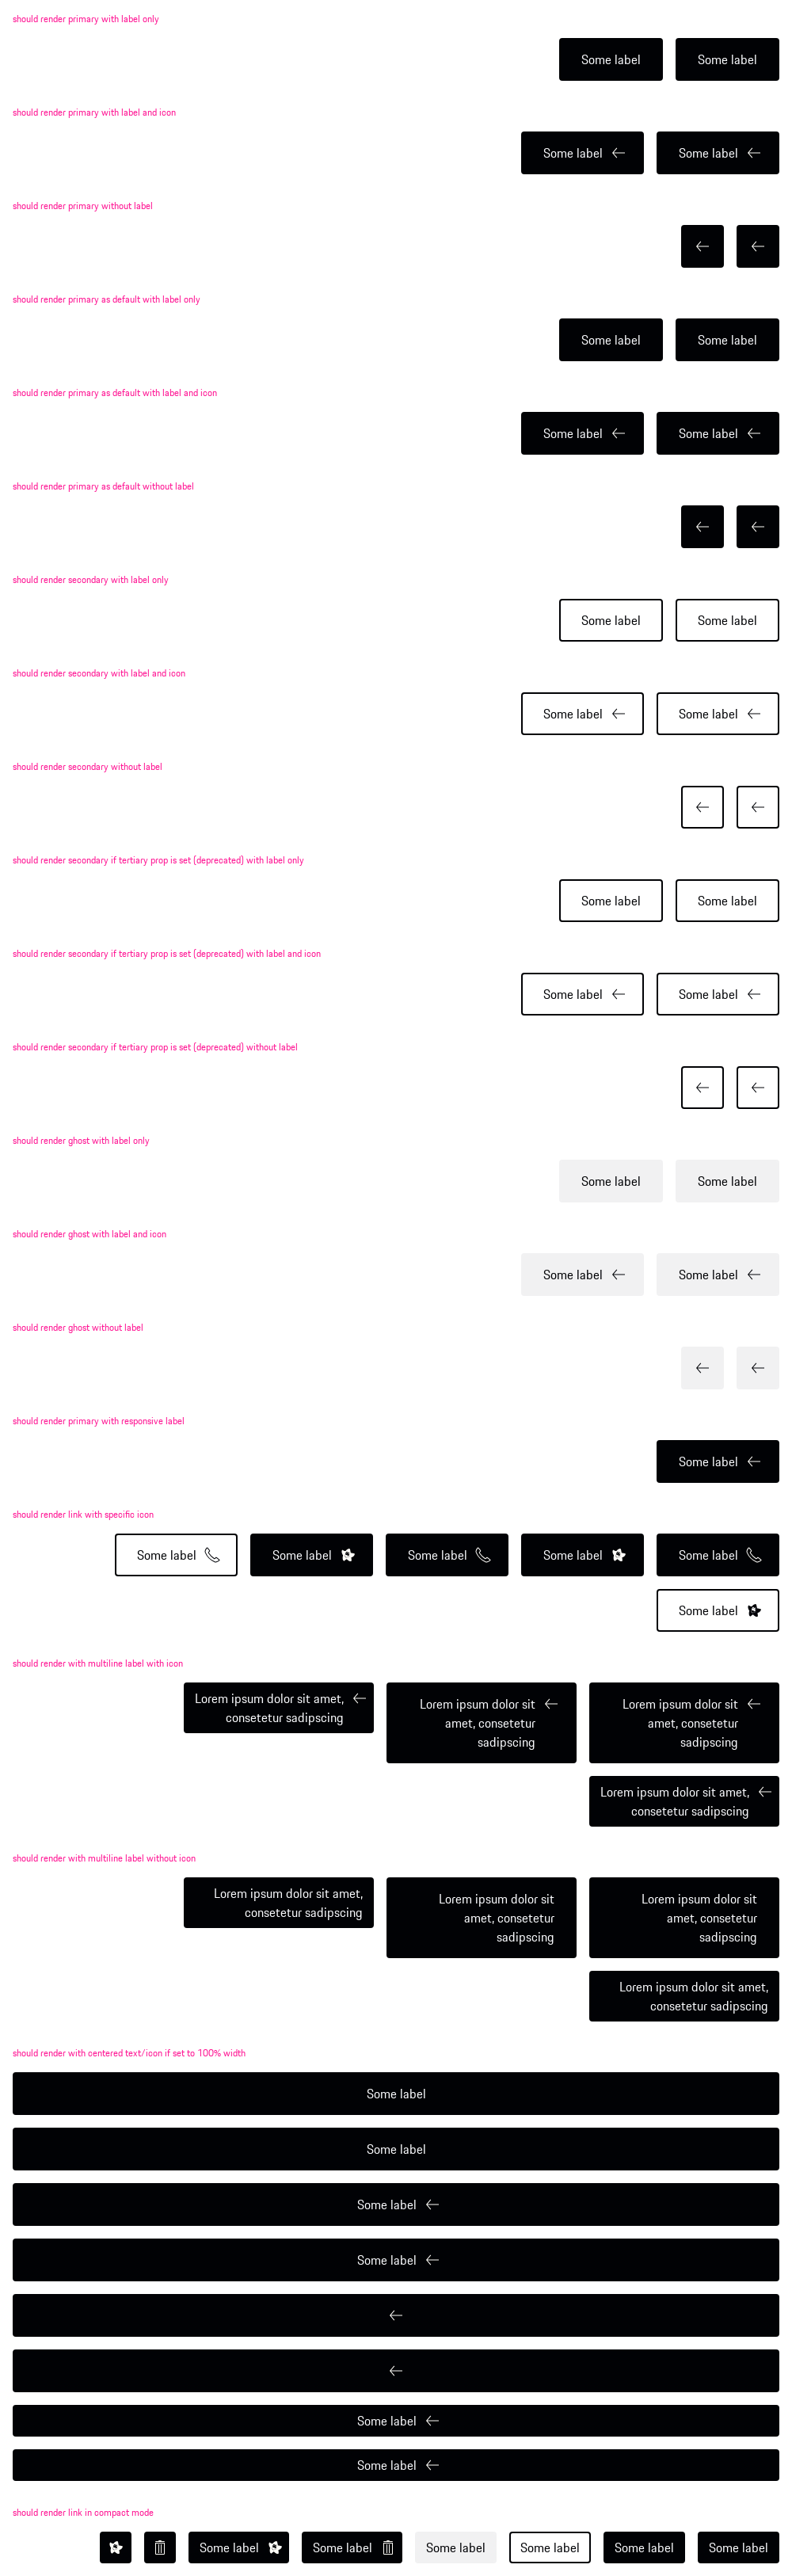 should render primary with label only
Some label Some label
should render primary with label and icon
Some label Some label
should render primary without label
should render primary as default with label only
Some label Some label
should render primary as default with label and icon
Some label Some label
should render primary as default without label
should render secondary with label only
Some label Some label
should render secondary with label and icon
Some label Some label
should render secondary without label
should render secondary if tertiary prop is set (deprecated) with label only
Some label Some label
should render secondary if tertiary prop is set (deprecated) with label and icon
Some label Some label
should render secondary if tertiary prop is set (deprecated) without label
should render ghost with label only
Some label Some label
should render ghost with label and icon
Some label Some label
should render ghost without label
should render primary with responsive label
Some label
should render link with specific icon
Some label Some label Some label Some label Some label
Some label
should render with multiline label with icon
Lorem ipsum dolor sit amet,
consetetur sadipscing
Lorem ipsum dolor sit
amet, consetetur
sadipscing
Lorem ipsum dolor sit
amet, consetetur
sadipscing
Lorem ipsum dolor sit amet,
consetetur sadipscing
should render with multiline label without icon
Lorem ipsum dolor sit amet,
consetetur sadipscing
Lorem ipsum dolor sit
amet, consetetur
sadipscing
Lorem ipsum dolor sit
amet, consetetur
sadipscing
Lorem ipsum dolor sit amet,
consetetur sadipscing
should render with centered text/icon if set to 100% width
Some label
Some label
Some label
Some label
Some label
Some label
should render link in compact mode
Some label Some label Some label Some label Some label Some label